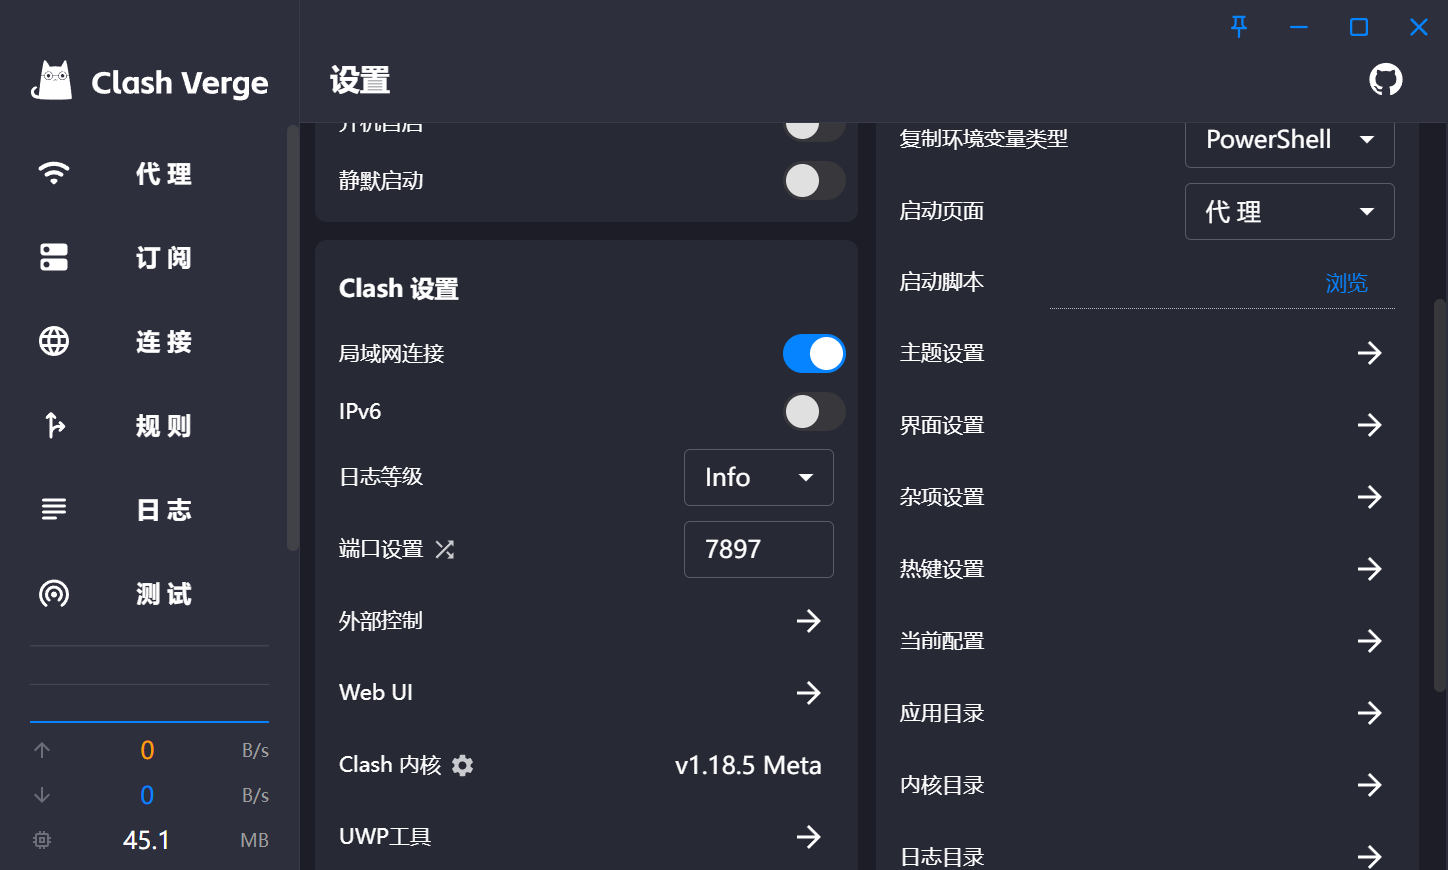 Clash Verge
代 理
订 阅
连 接
规 则
日 志
测 试
0 B/s
0 B/s
45.1 MB
设置
开机自启
静默启动
Clash 设置
局域网连接
IPv6
日志等级 Info
端口设置 7897
外部控制
Web UI
Clash 内核 v1.18.5 Meta
UWP工具
复制环境变量类型 PowerShell
启动页面 代 理
启动脚本 浏览
主题设置
界面设置
杂项设置
热键设置
当前配置
应用目录
内核目录
日志目录